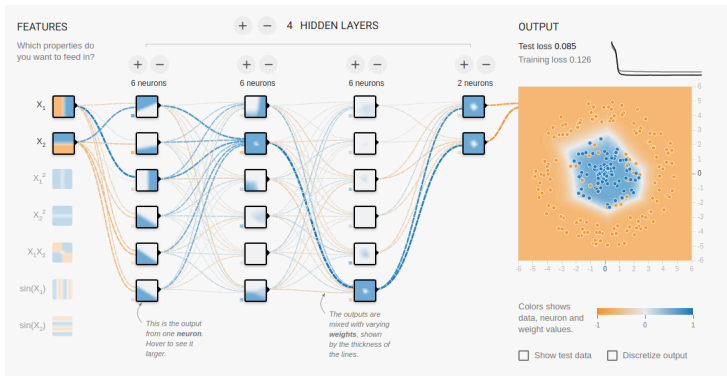 FEATURES
Which properties do
you want to feed in?
X₁
X₂
X₁²
X₂²
X₁X₂
sin(X₁)
sin(X₂)
+ − 4 HIDDEN LAYERS
+ −
6 neurons
+ −
6 neurons
+ −
6 neurons
+ −
2 neurons
This is the output
from one neuron.
Hover to see it
larger.
The outputs are
mixed with varying
weights, shown
by the thickness of
the lines.
OUTPUT
Test loss 0.085
Training loss 0.126
6
5
4
3
2
1
0
-1
-2
-3
-4
-5
-6
-6 -5 -4 -3 -2 -1 0 1 2 3 4 5 6
Colors shows
data, neuron and
weight values.
-1 0 1
Show test data
Discretize output